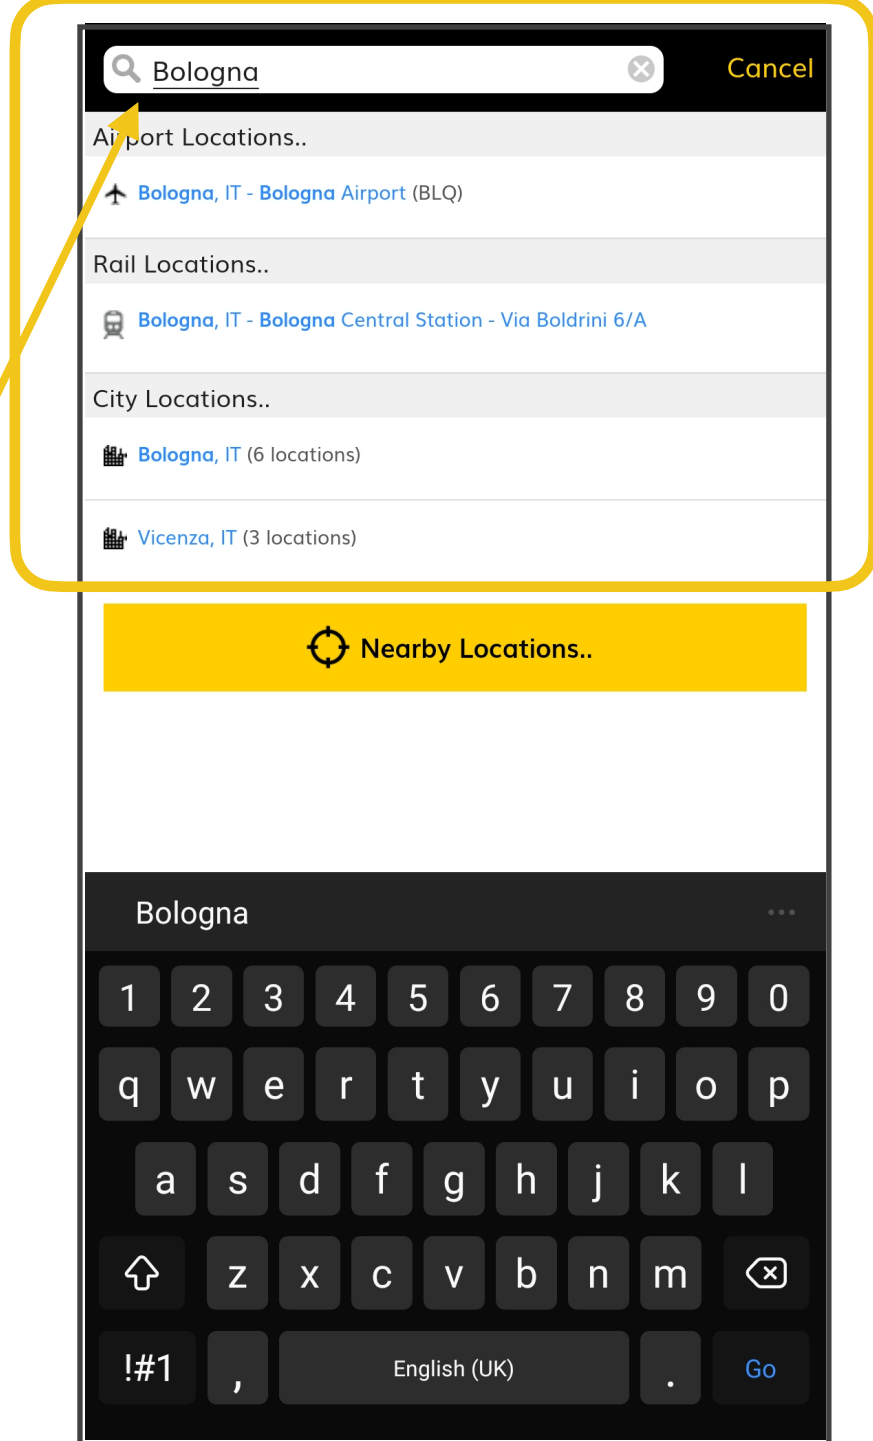 Bologna
Cancel
Airport Locations..
Bologna, IT - Bologna Airport (BLQ)
Rail Locations..
Bologna, IT - Bologna Central Station - Via Boldrini 6/A
City Locations..
Bologna, IT (6 locations)
Vicenza, IT (3 locations)
Nearby Locations..
Bologna
1 2 3 4 5 6 7 8 9 0
q w e r t y u i o p
a s d f g h j k l
z x c v b n m
!#1 , English (UK) . Go